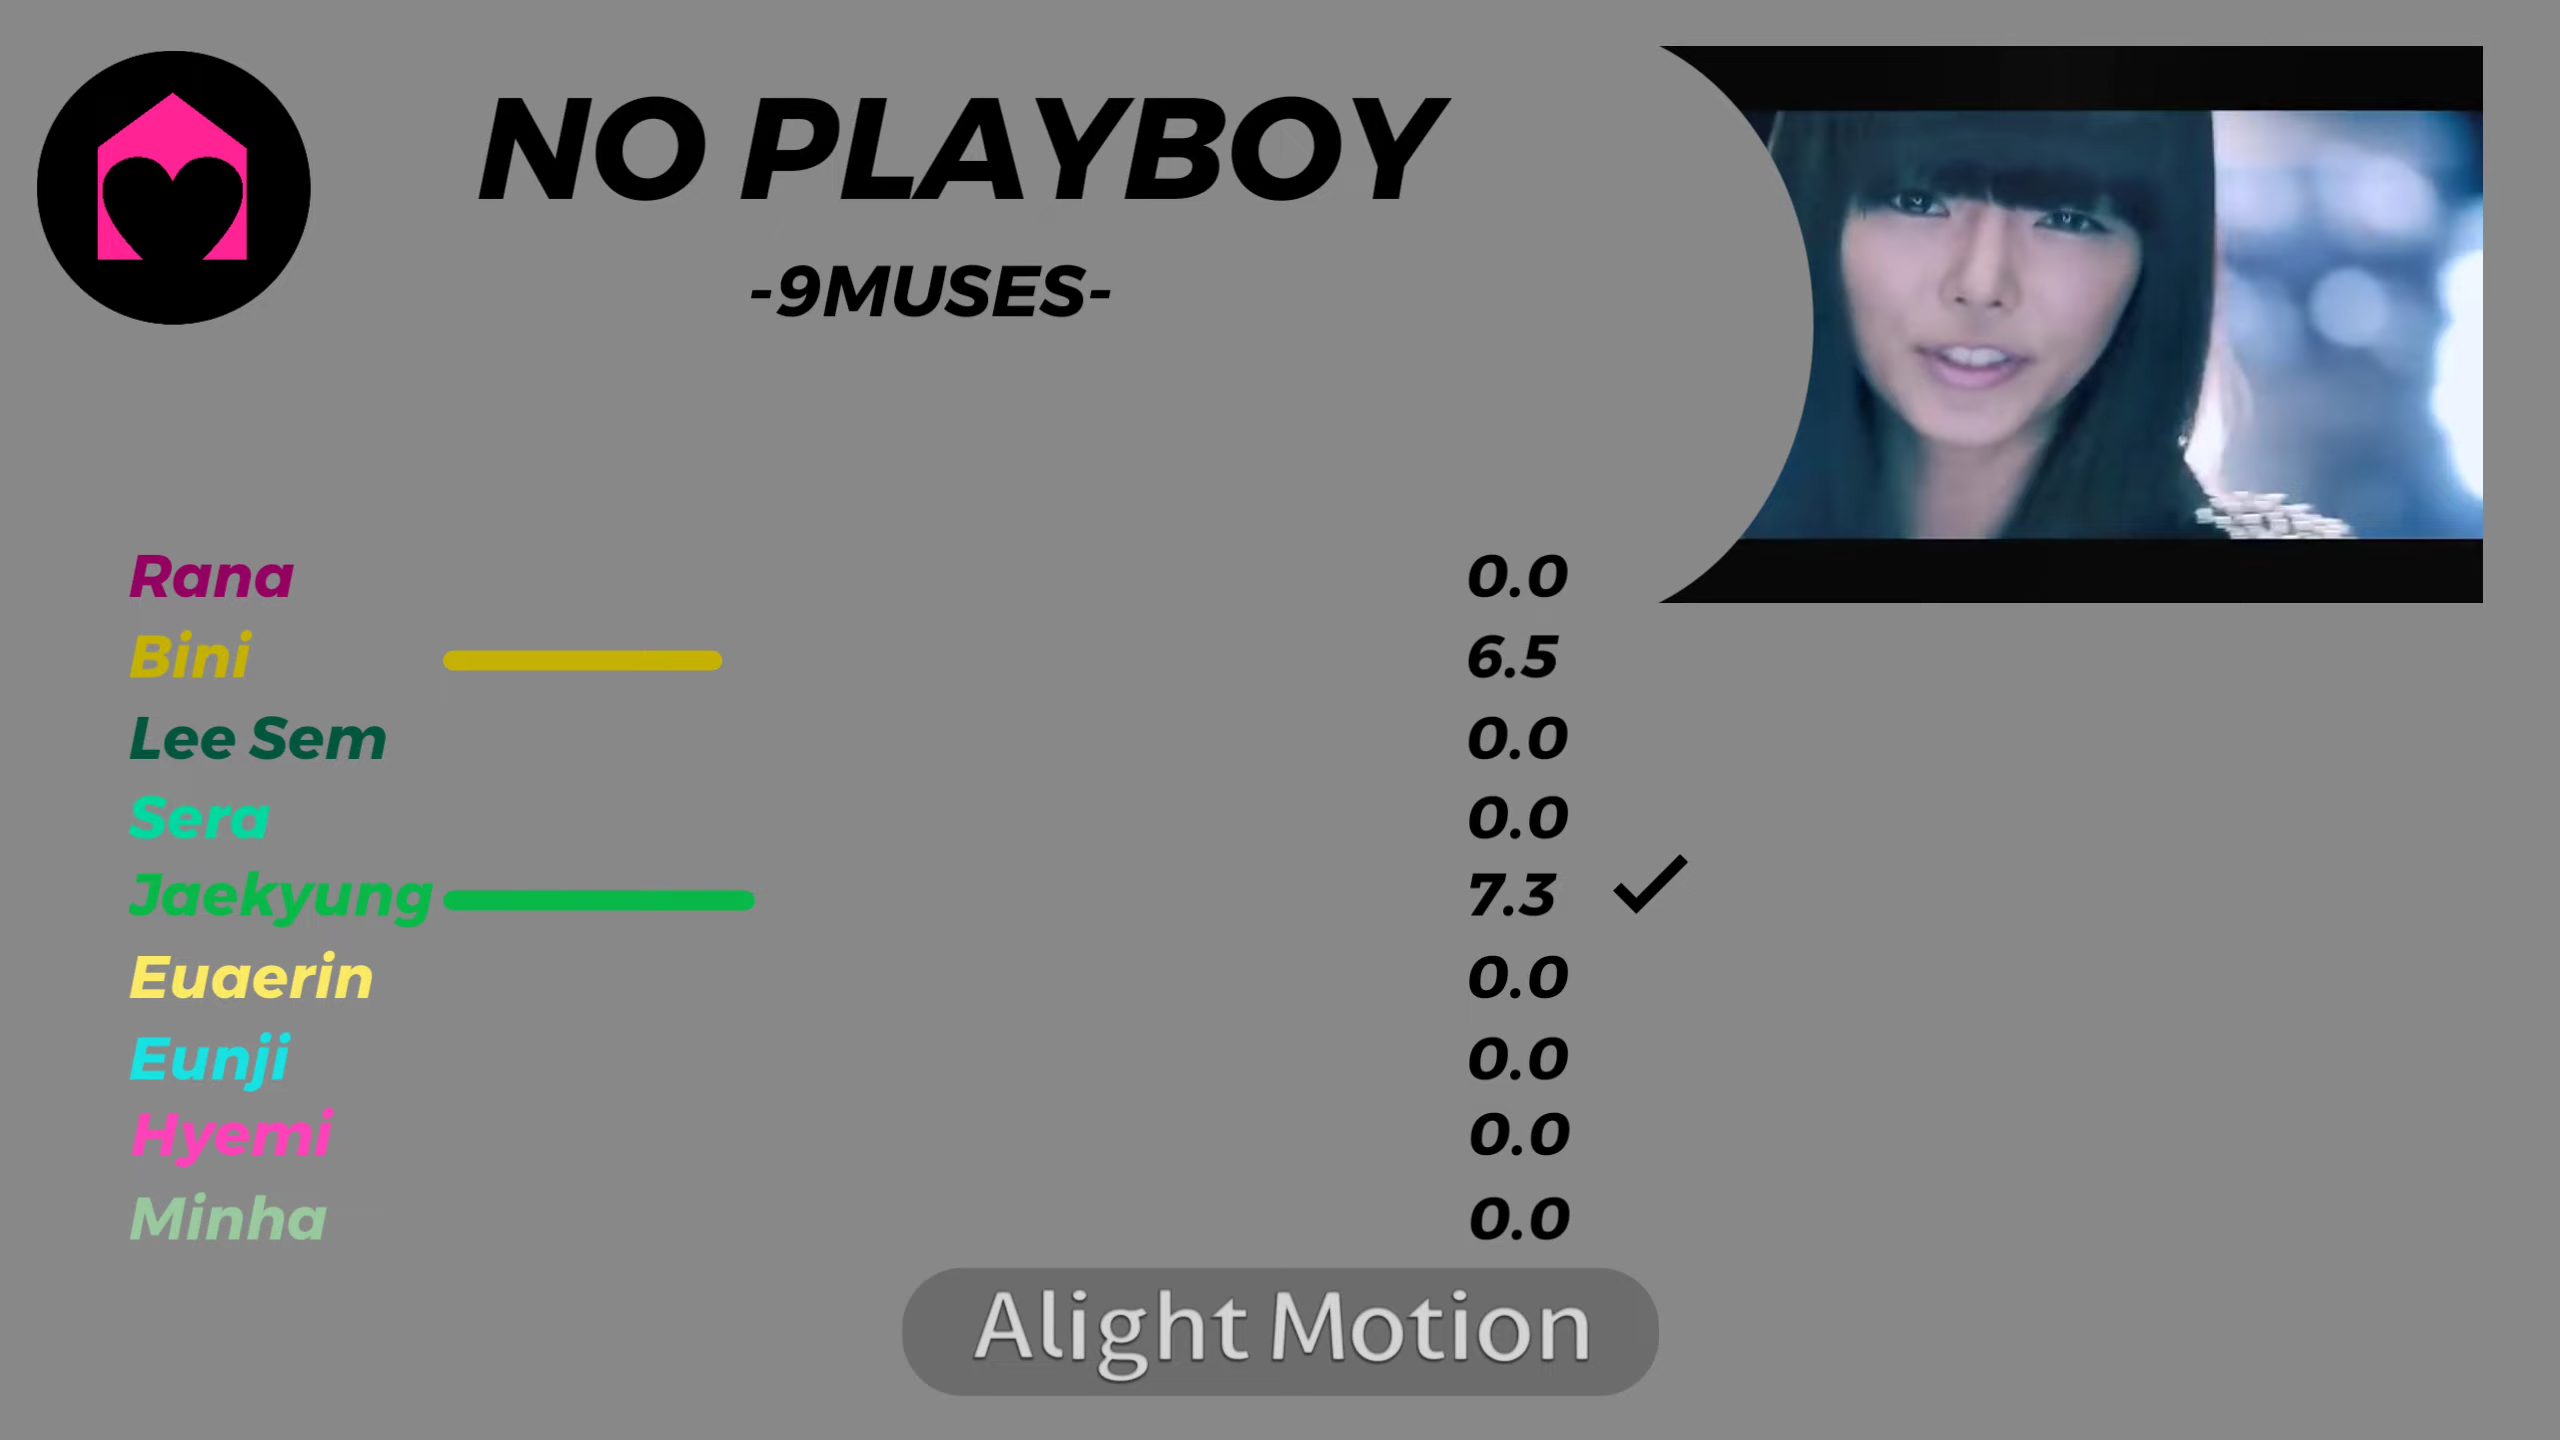 NO PLAYBOY
-9MUSES-
Rana 0.0
Bini 6.5
Lee Sem 0.0
Sera 0.0
Jaekyung 7.3
Euaerin 0.0
Eunji 0.0
Hyemi 0.0
Minha 0.0
Alight Motion